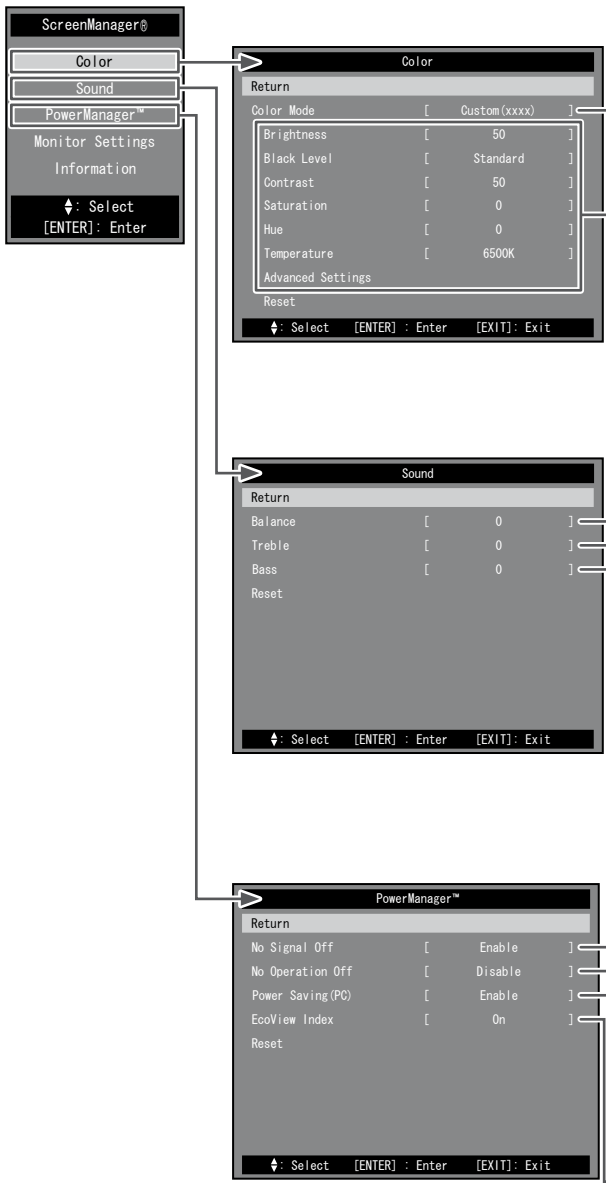 ScreenManager®
Color
Sound
PowerManager™
Monitor Settings
Information
: Select
[ENTER]: Enter
Color
Return
Color Mode [ Custom(xxxx) ]
Brightness [ 50 ]
Black Level [ Standard ]
Contrast [ 50 ]
Saturation [ 0 ]
Hue [ 0 ]
Temperature [ 6500K ]
Advanced Settings
Reset
: Select [ENTER] : Enter [EXIT]: Exit
Sound
Return
Balance [ 0 ]
Treble [ 0 ]
Bass [ 0 ]
Reset
: Select [ENTER] : Enter [EXIT]: Exit
PowerManager™
Return
No Signal Off [ Enable ]
No Operation Off [ Disable ]
Power Saving(PC) [ Enable ]
EcoView Index [ On ]
Reset
: Select [ENTER] : Enter [EXIT]: Exit